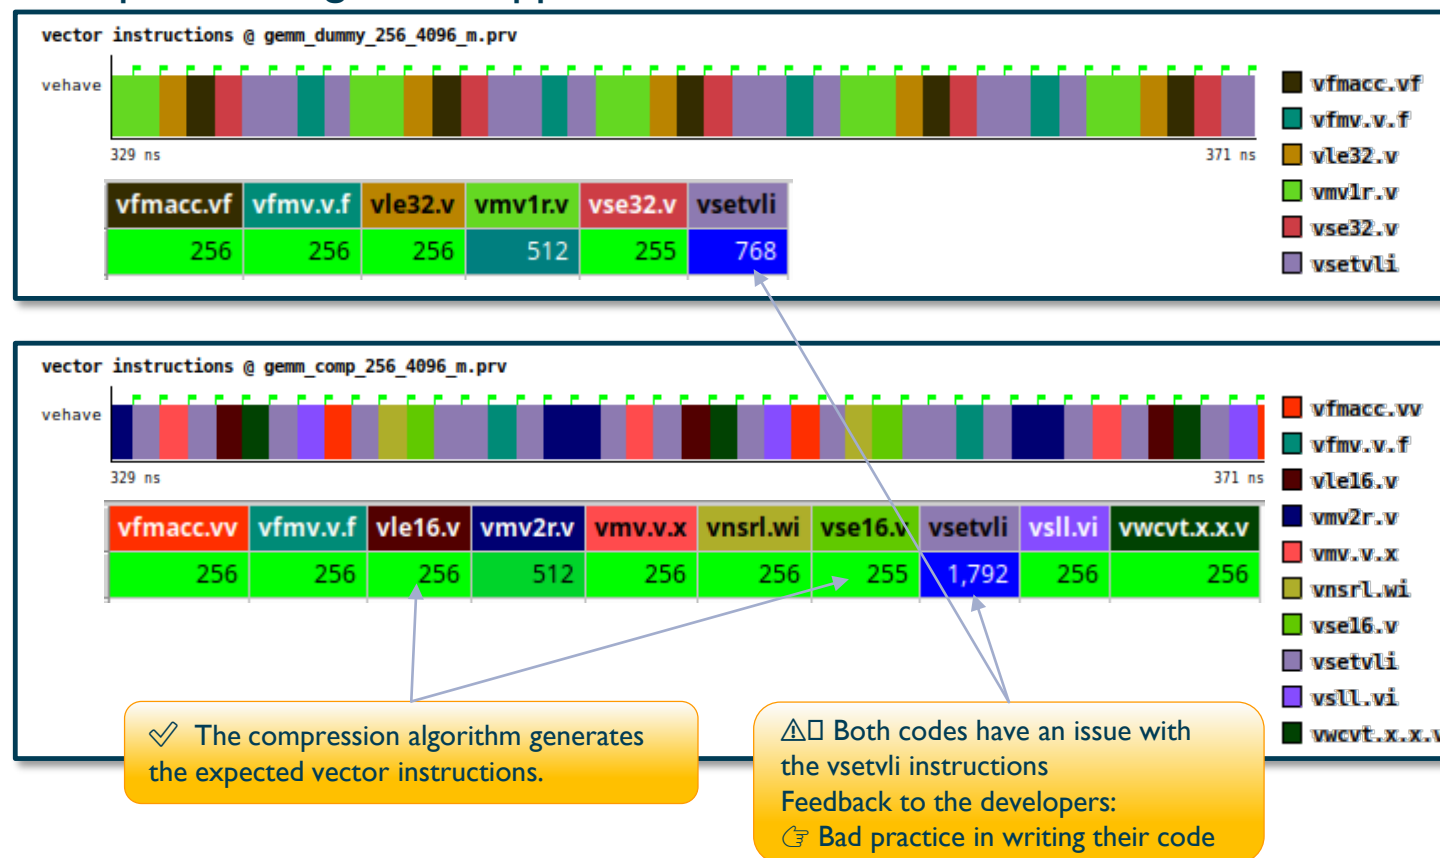 vector instructions @ gemm_dummy_256_4096_m.prv
vehave
329 ns
371 ns
vfmacc.vf
vfmv.v.f
vle32.v
vmv1r.v
vse32.v
vsetvli
vfmacc.vf vfmv.v.f vle32.v vmv1r.v vse32.v vsetvli
256 256 256 512 255 768
vector instructions @ gemm_comp_256_4096_m.prv
vehave
329 ns
371 ns
vfmacc.vv
vfmv.v.f
vle16.v
vmv2r.v
vmv.v.x
vnsrl.wi
vse16.v
vsetvli
vsll.vi
vwcvt.x.x.v
vfmacc.vv vfmv.v.f vle16.v vmv2r.v vmv.v.x vnsrl.wi vse16.v vsetvli vsll.vi vwcvt.x.x.v
256 256 256 512 256 256 255 1,792 256 256
✅ The compression algorithm generates
the expected vector instructions.
⚠ Both codes have an issue with
the vsetvli instructions
Feedback to the developers:
👉 Bad practice in writing their code